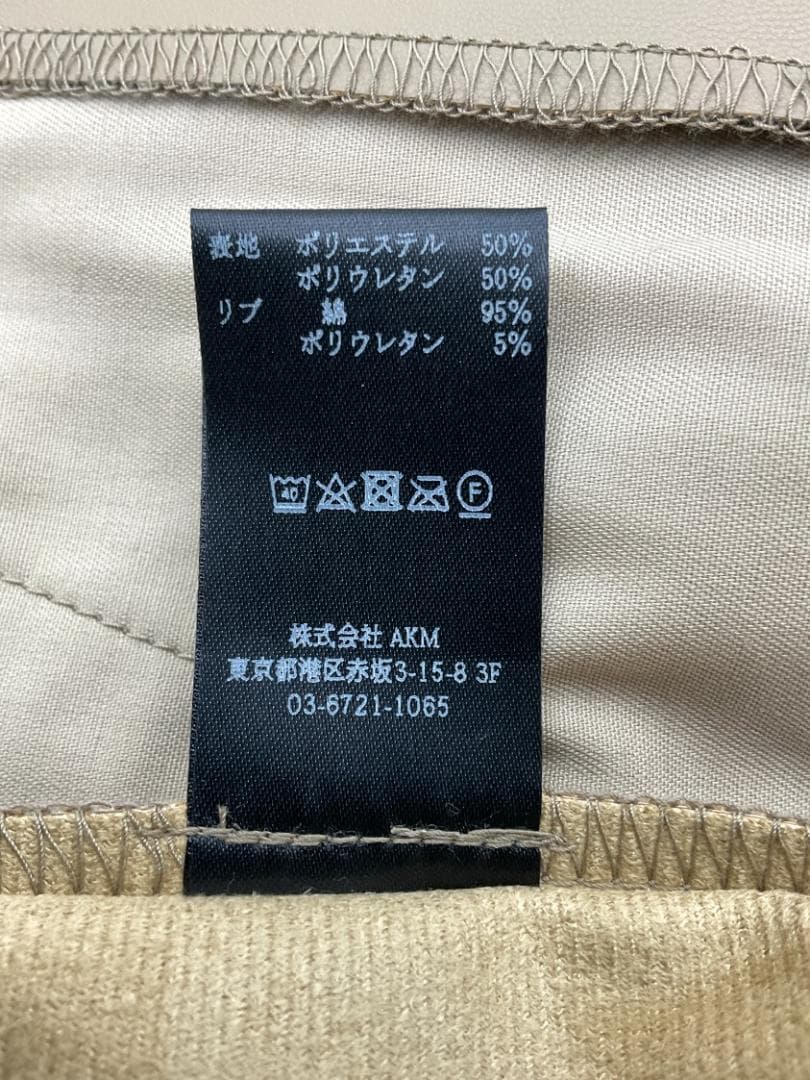 表地 ポリエステル 50%
ポリウレタン 50%
リブ 綿 95%
ポリウレタン 5%
40
F
株式会社 AKM
東京都港区赤坂3-15-8 3F
03-6721-1065